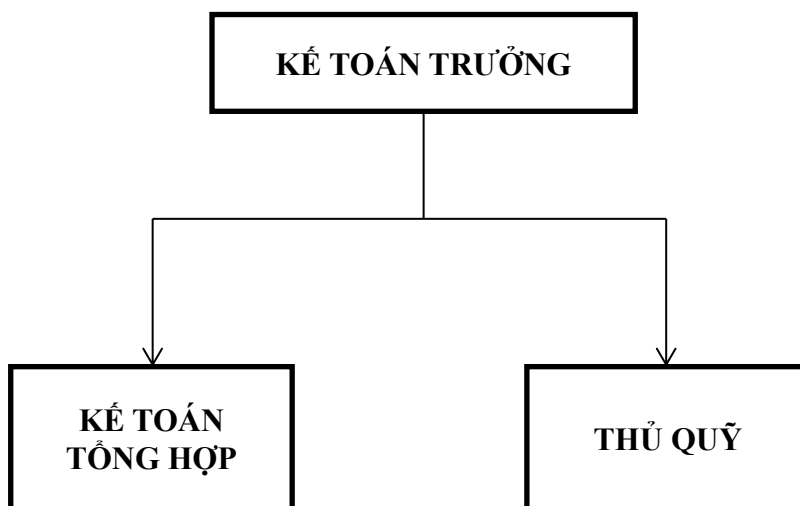 KẾ TOÁN TRƯỞNG
KẾ TOÁN
TỔNG HỢP
THỦ QUỸ